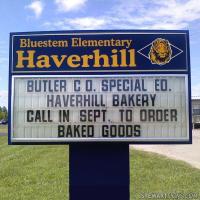 Bluestem Elementary
Haverhill
BUTLER CO. SPECIAL ED.
HAVERHILL BAKERY
CALL IN SEPT. TO ORDER
BAKED GOODS